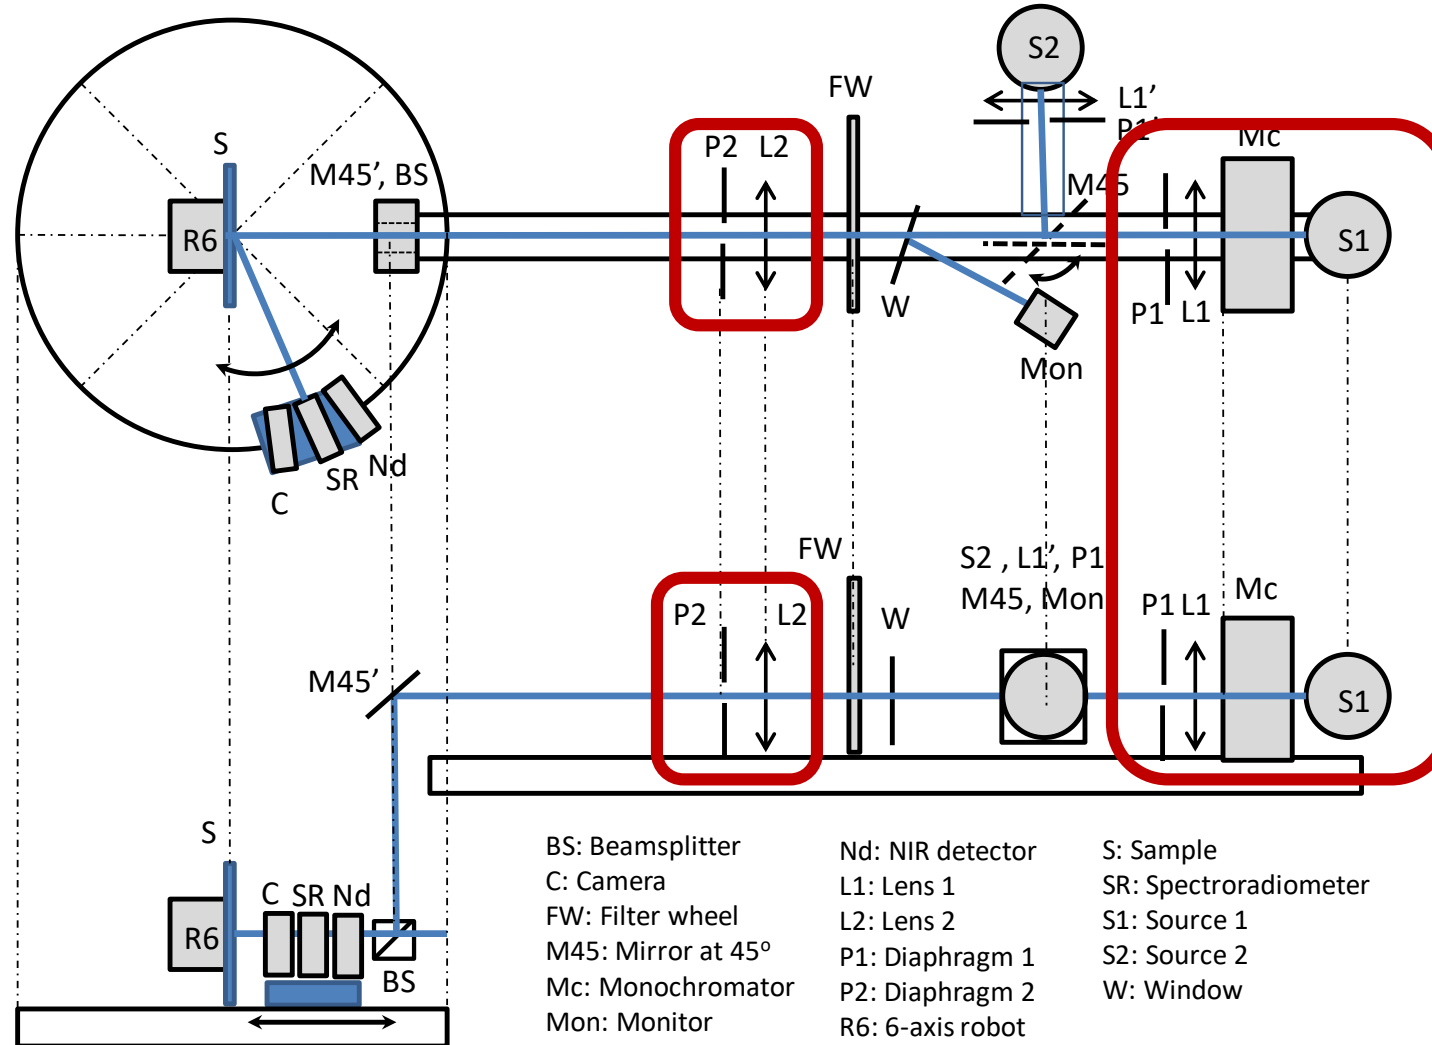 S2
FW
L1’
P1'
S
P2 L2
Mc
M45’, BS
M45
R6
S1
W
P1 L1
Mon
Nd
SR
C
FW
S2 , L1’, P1
M45, Mon
P2 L2
W
P1 L1
Mc
M45’
S1
S
C SR Nd
R6
BS
BS: Beamsplitter
C: Camera
FW: Filter wheel
M45: Mirror at 45º
Mc: Monochromator
Mon: Monitor
Nd: NIR detector
L1: Lens 1
L2: Lens 2
P1: Diaphragm 1
P2: Diaphragm 2
R6: 6-axis robot
S: Sample
SR: Spectroradiometer
S1: Source 1
S2: Source 2
W: Window